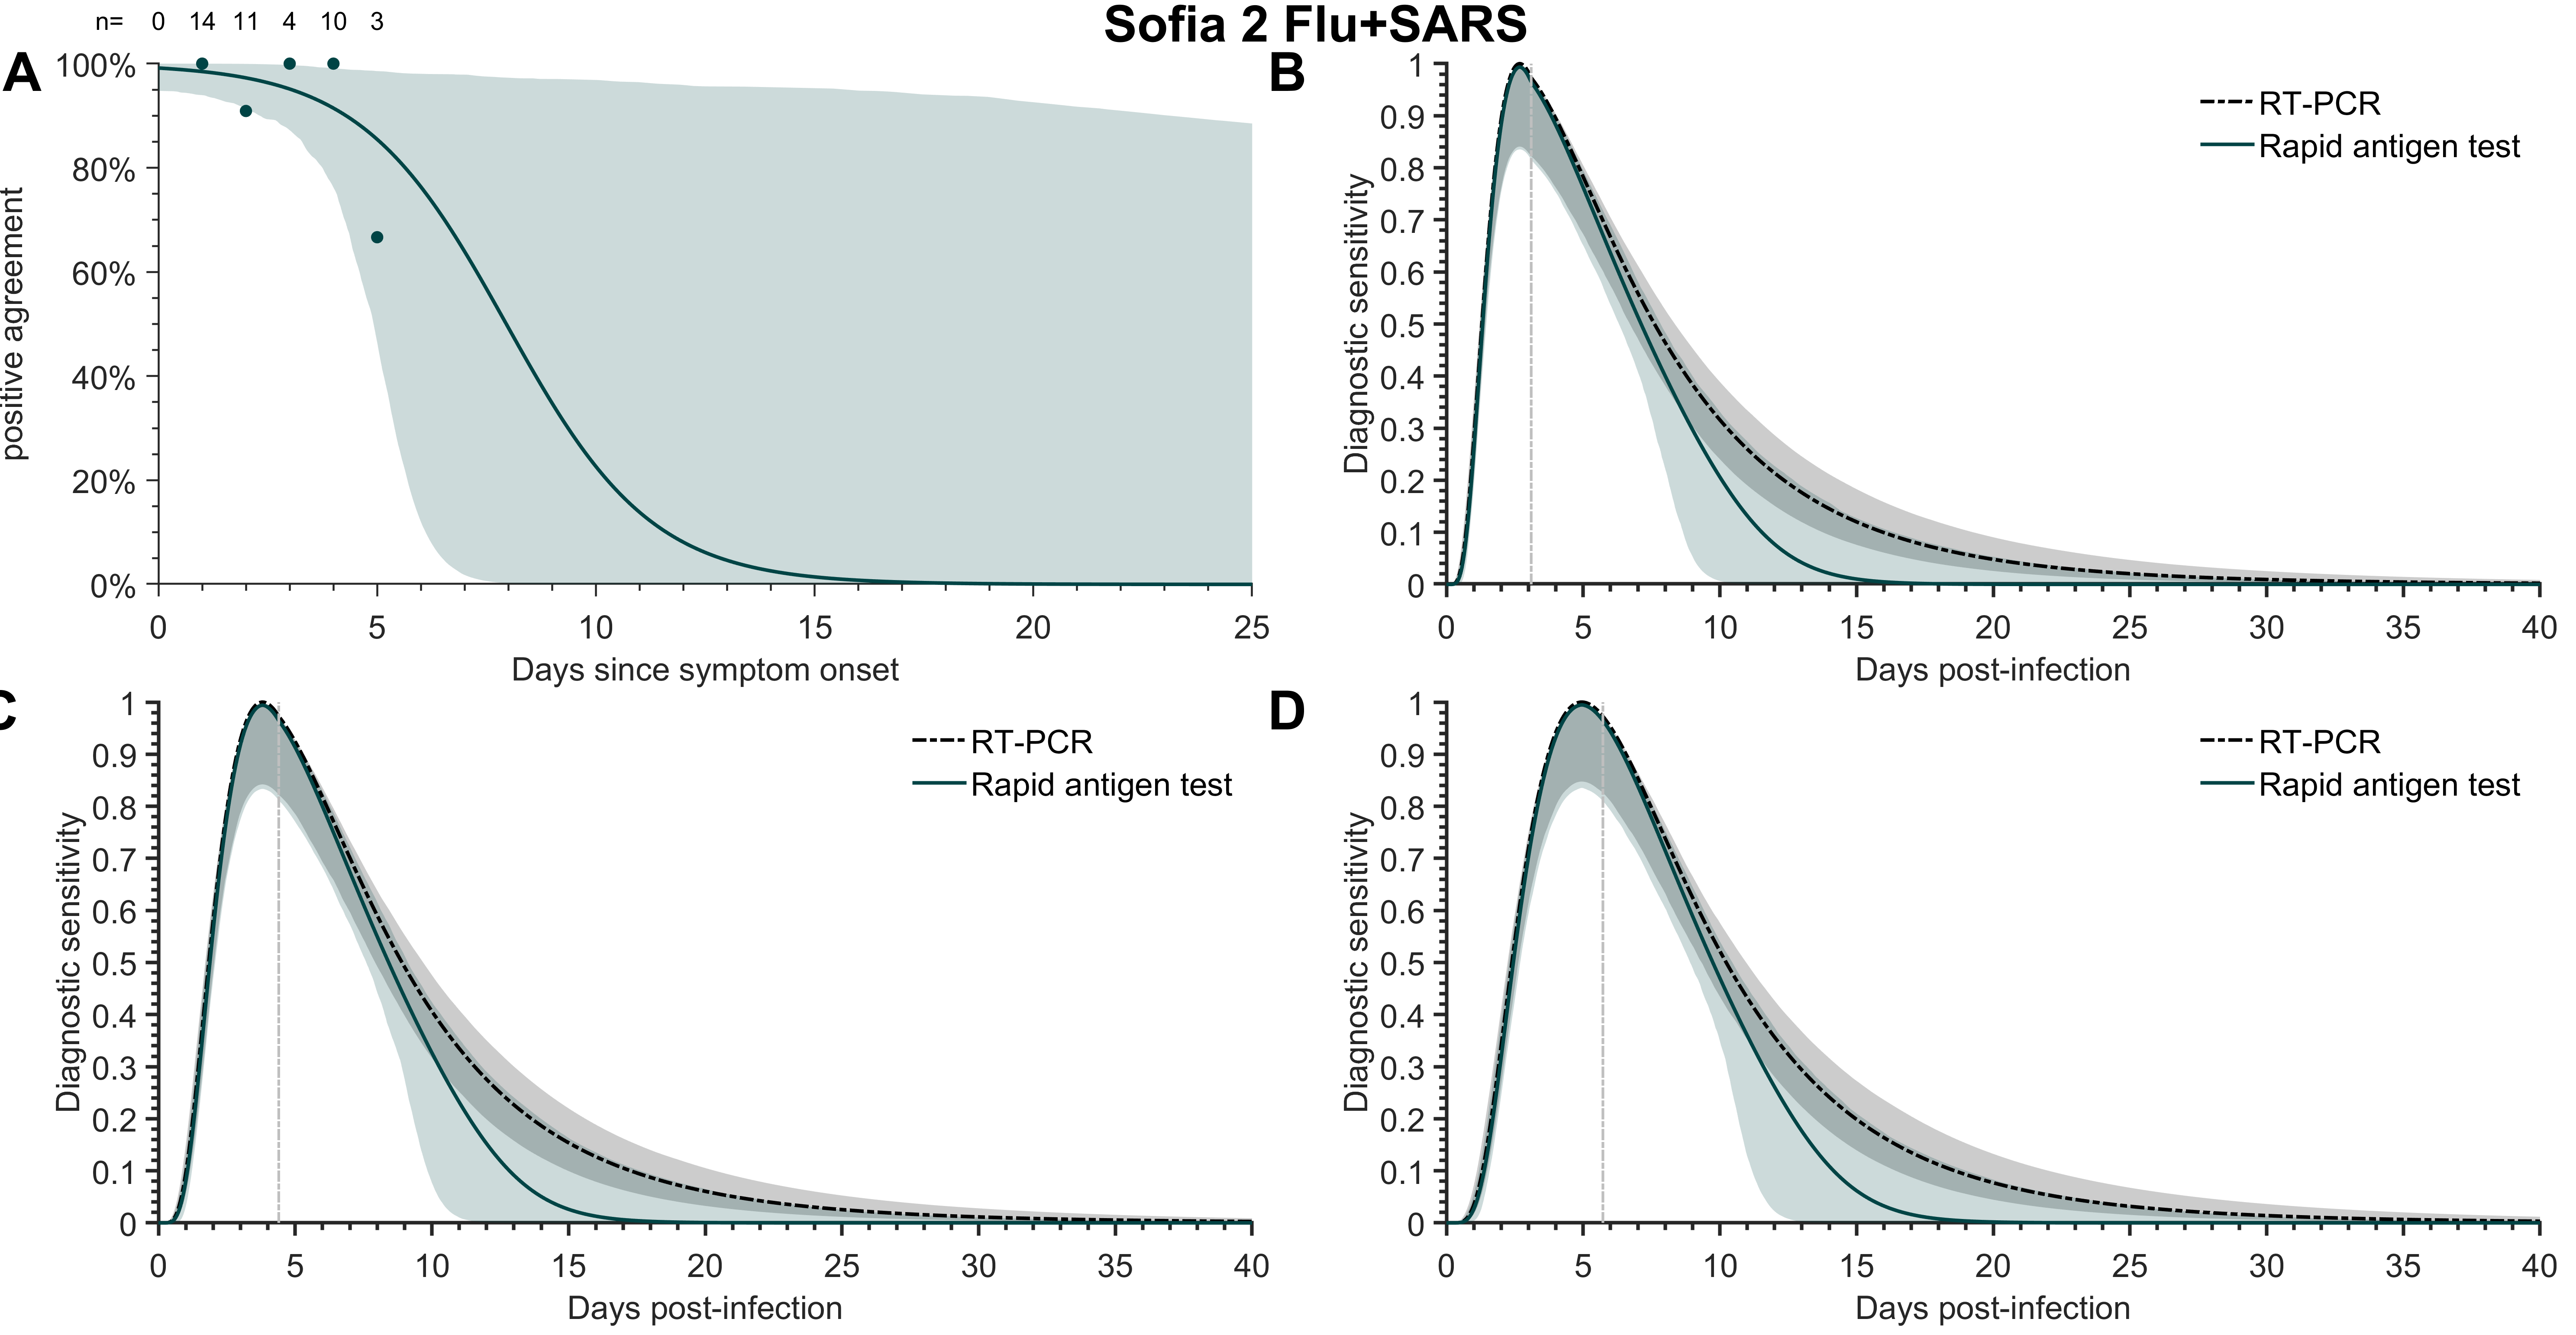 Sofia 2 Flu+SARS
n= 0 14 11 4 10 3
A
100%
80%
60%
40%
20%
0%
positive agreement
0 5 10 15 20 25
Days since symptom onset
B
1
0.9
0.8
0.7
0.6
0.5
0.4
0.3
0.2
0.1
0
Diagnostic sensitivity
RT-PCR
Rapid antigen test
0 5 10 15 20 25 30 35 40
Days post-infection
C
1
0.9
0.8
0.7
0.6
0.5
0.4
0.3
0.2
0.1
0
Diagnostic sensitivity
RT-PCR
Rapid antigen test
0 5 10 15 20 25 30 35 40
Days post-infection
D
1
0.9
0.8
0.7
0.6
0.5
0.4
0.3
0.2
0.1
0
Diagnostic sensitivity
RT-PCR
Rapid antigen test
0 5 10 15 20 25 30 35 40
Days post-infection